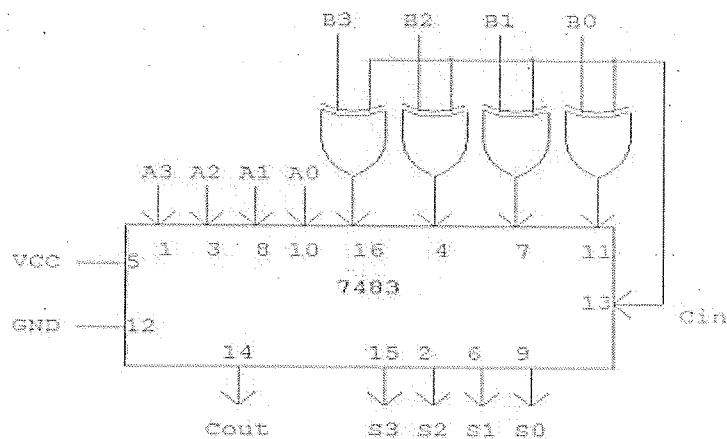 B3 B2 B1 B0
A3 A2 A1 A0
1 3 8 10 16 4 7 11
VCC 5
7483
13
Cin
GND 12
14 15 2 6 9
Cout S3 S2 S1 S0